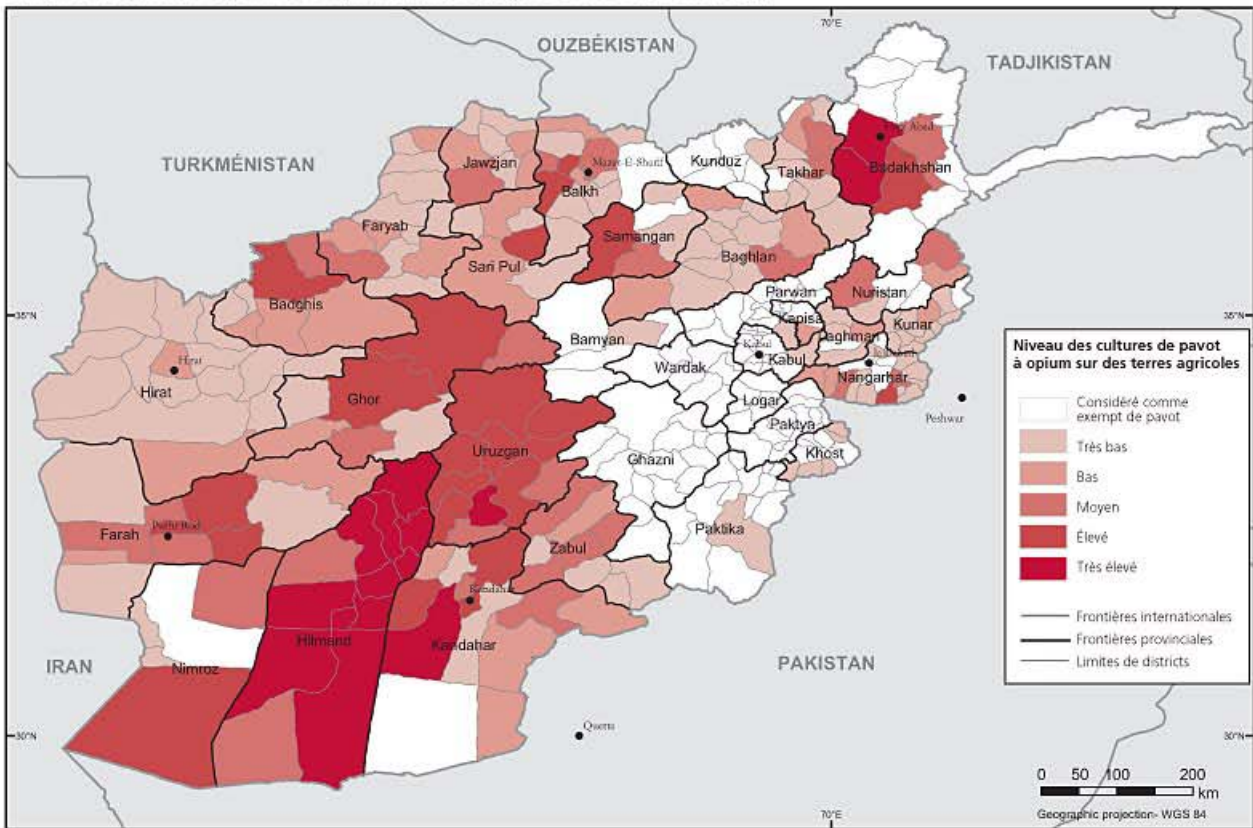 70°E
OUZBÉKISTAN
TADJIKISTAN
TURKMÉNISTAN
Jawzjan
Mazar-E-Sharif
Balkh
Kunduz
Takhar
Badakhshan
Faryab
Samangan
Sari Pul
Baghlan
Badghis
Parwan
Nuristan
35°N
35°N
Kapisa
Kunar
Bamyan
Laghman
Kabul
Kabul
Hirat
Hirat
Wardak
Nangarhar
Ghor
Logar
Peshwar
Paktya
Uruzgan
Khost
Ghazni
Farah
Paktika
Zabul
Kandahar
Hilmand
Kandahar
IRAN
Nimroz
PAKISTAN
30°N
Quetta
30°N
Niveau des cultures de pavot
à opium sur des terres agricoles
Considéré comme
exempt de pavot
Très bas
Bas
Moyen
Élevé
Très élevé
Frontières internationales
Frontières provinciales
Limites de districts
0 50 100 200
km
70°E
Geographic projection- WGS 84